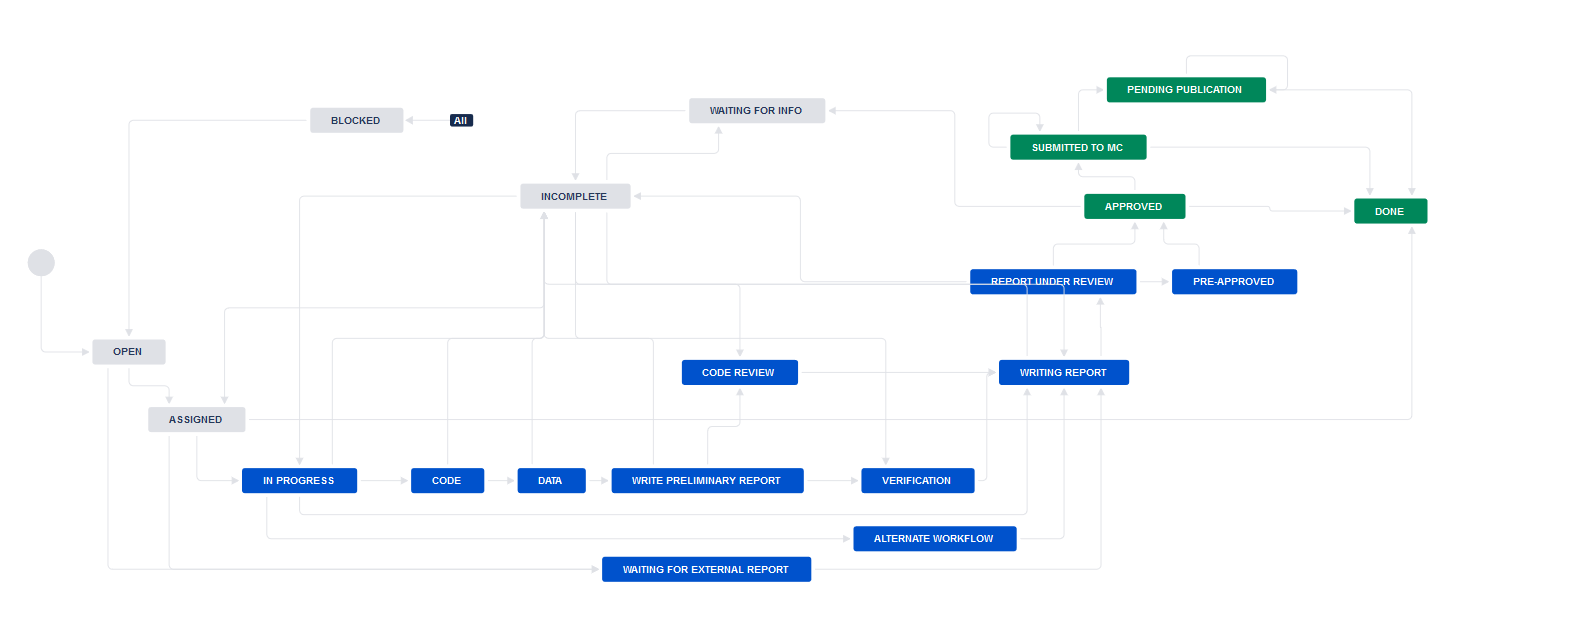 PENDING PUBLICATION
WAITING FOR INFO
BLOCKED
All
SUBMITTED TO MC
INCOMPLETE
APPROVED
DONE
REPORT UNDER REVIEW
PRE-APPROVED
OPEN
CODE REVIEW
WRITING REPORT
ASSIGNED
IN PROGRESS
CODE
DATA
WRITE PRELIMINARY REPORT
VERIFICATION
ALTERNATE WORKFLOW
WAITING FOR EXTERNAL REPORT